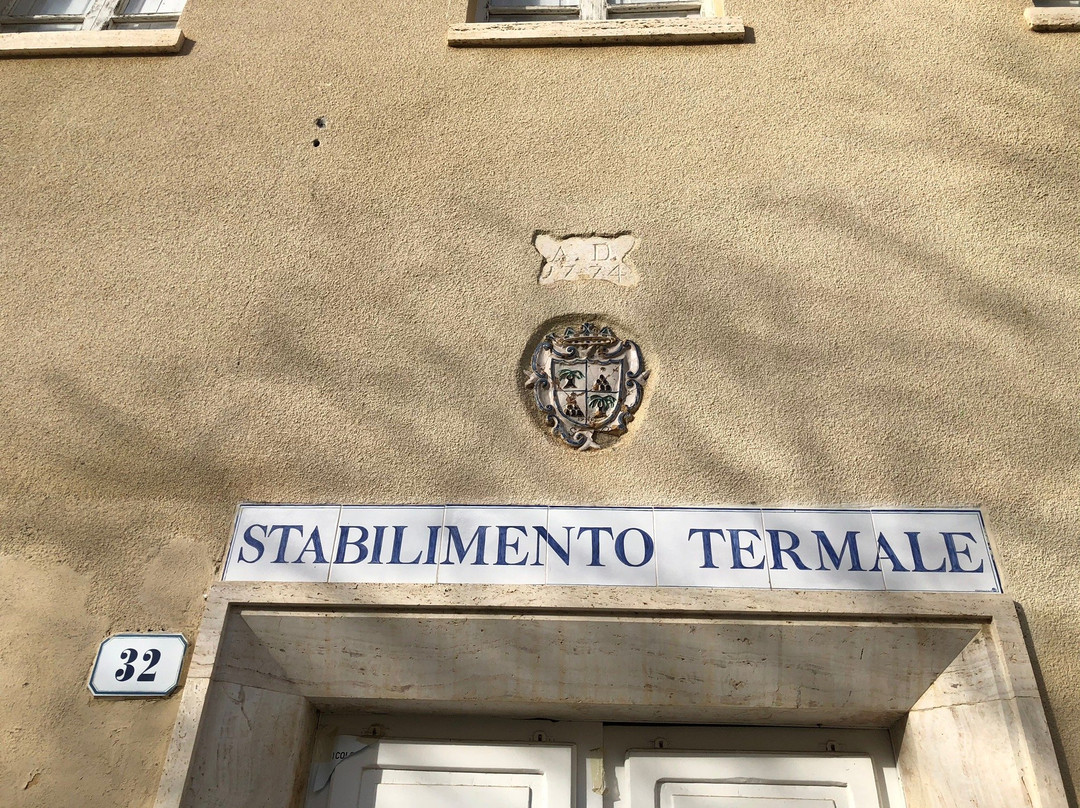 A. D.
1774
STABILIMENTO TERMALE
32